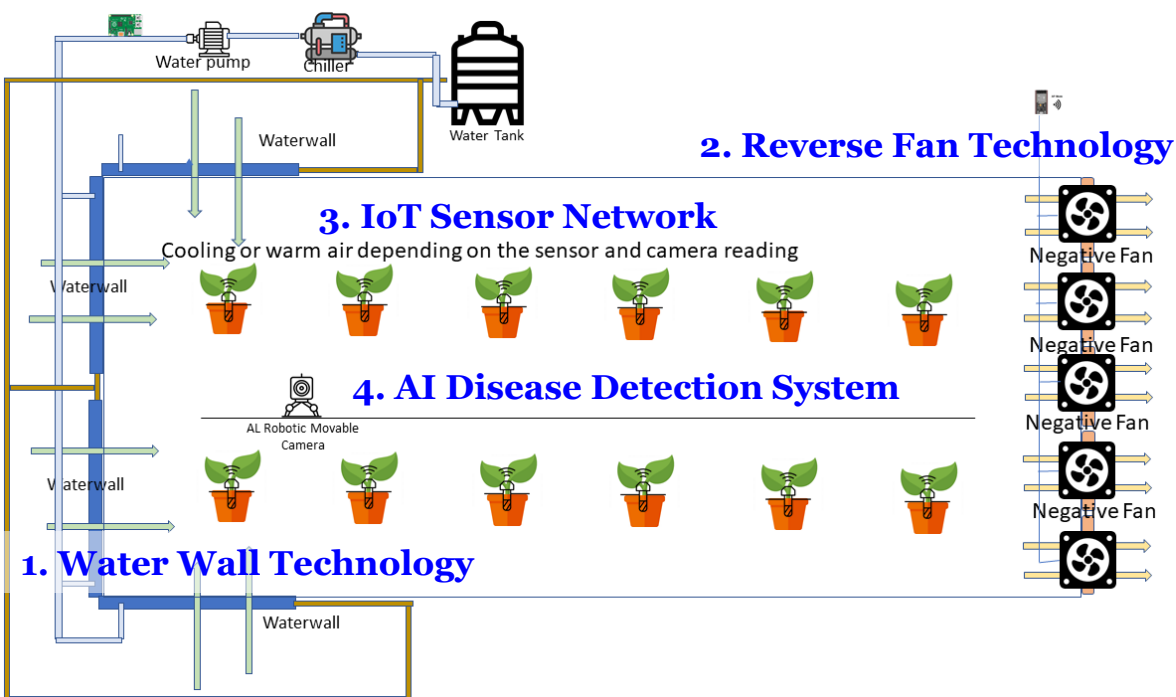 Water pump
Chiller
Water Tank
Waterwall
2. Reverse Fan Technology
3. IoT Sensor Network
Cooling or warm air depending on the sensor and camera reading
Negative Fan
Waterwall
Negative Fan
4. AI Disease Detection System
AL Robotic Movable
Camera
Negative Fan
Waterwall
Negative Fan
1. Water Wall Technology
Waterwall